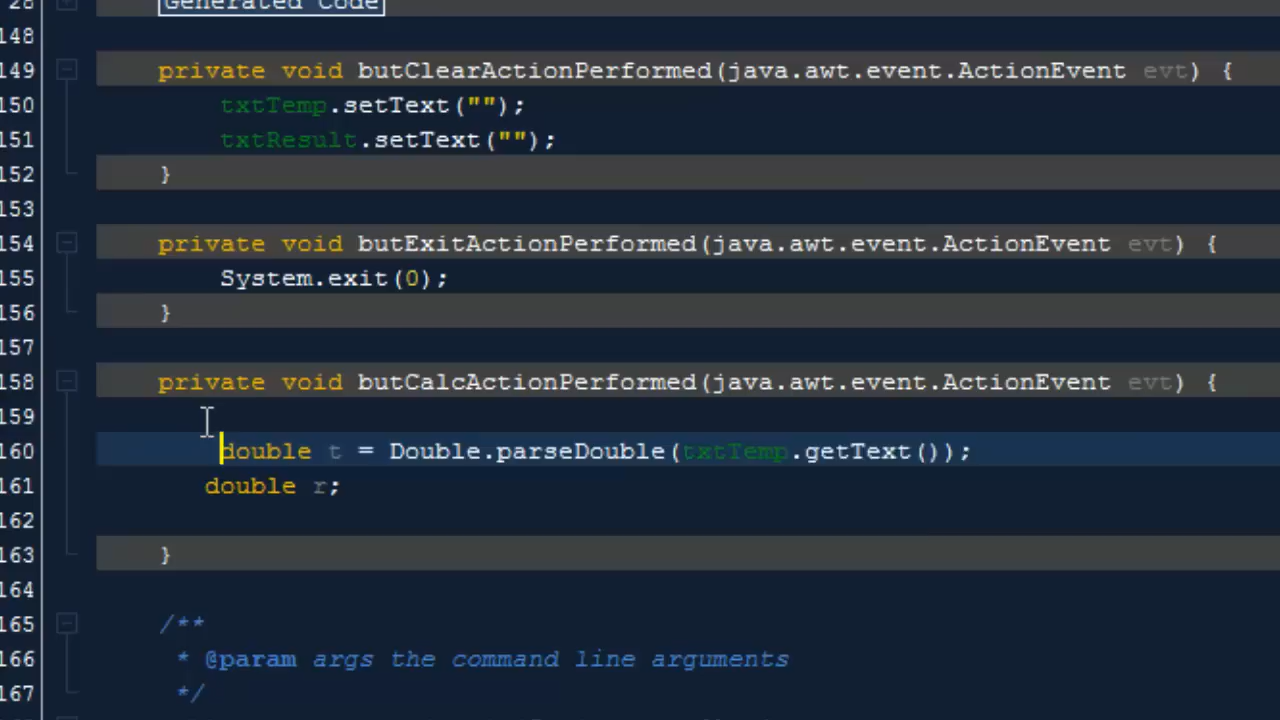 28 Generated Code
148
149 private void butClearActionPerformed(java.awt.event.ActionEvent evt) {
150 txtTemp.setText("");
151 txtResult.setText("");
152 }
153
154 private void butExitActionPerformed(java.awt.event.ActionEvent evt) {
155 System.exit(0);
156 }
157
158 private void butCalcActionPerformed(java.awt.event.ActionEvent evt) {
159
160 double t = Double.parseDouble(txtTemp.getText());
161 double r;
162
163 }
164
165 /**
166 * @param args the command line arguments
167 */